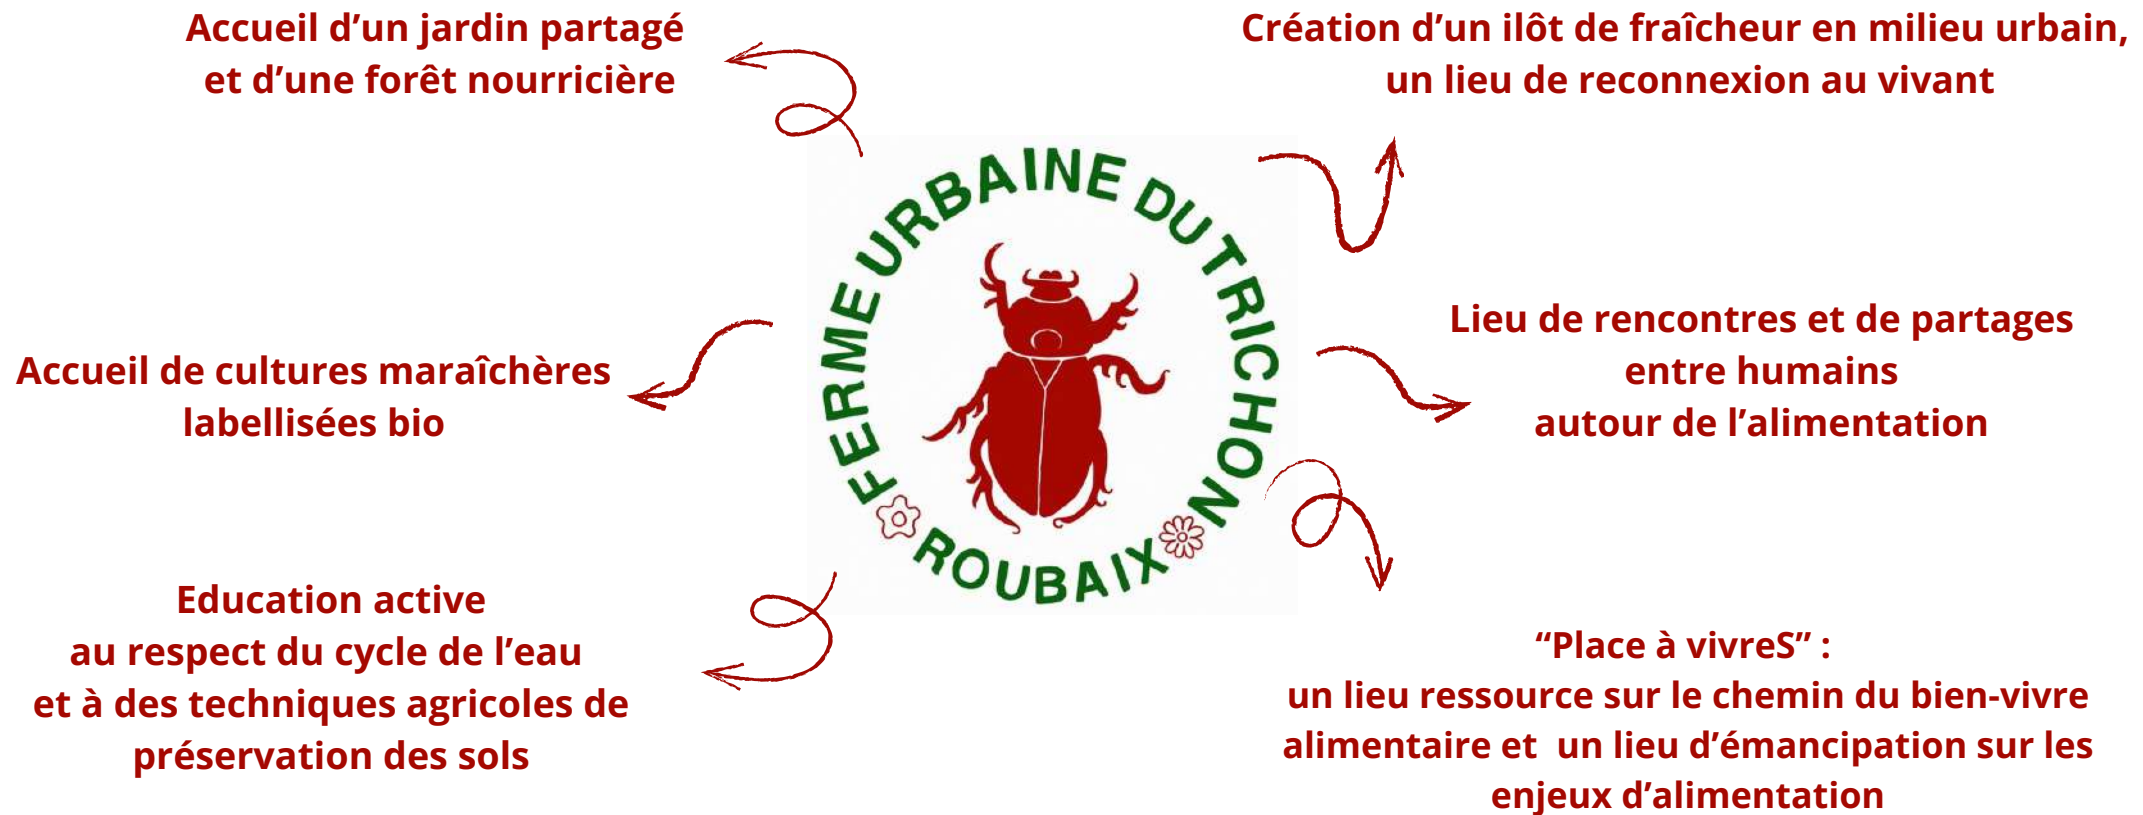 Accueil d’un jardin partagé
et d’une forêt nourricière
Création d’un ilôt de fraîcheur en milieu urbain,
un lieu de reconnexion au vivant
FERME URBAINE DU TRICHON
ROUBAIX
Accueil de cultures maraîchères
labellisées bio
Lieu de rencontres et de partages
entre humains
autour de l’alimentation
Education active
au respect du cycle de l’eau
et à des techniques agricoles de
préservation des sols
“Place à vivreS” :
un lieu ressource sur le chemin du bien-vivre
alimentaire et  un lieu d’émancipation sur les
enjeux d’alimentation